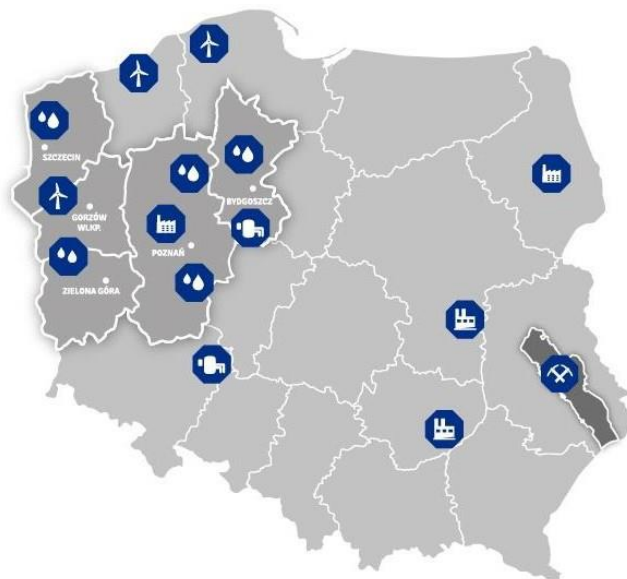 SZCZECIN
BYDGOSZCZ
GORZÓW
WLKP.
POZNAŃ
ZIELONA GÓRA